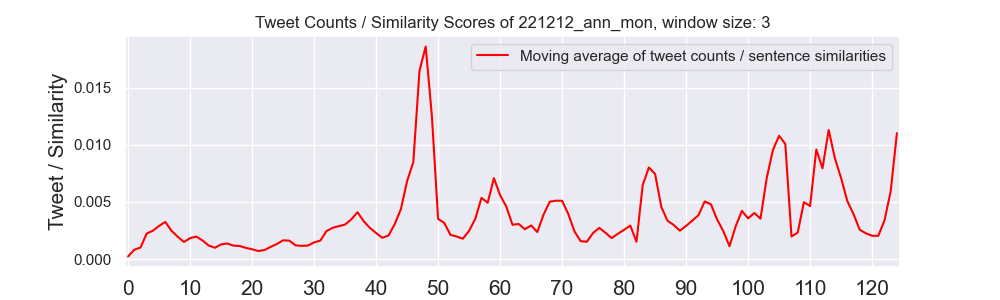 Tweet Counts / Similarity Scores of 221212_ann_mon, window size: 3
Moving average of tweet counts / sentence similarities
Tweet / Similarity
0.015
0.010
0.005
0.000
0 10 20 30 40 50 60 70 80 90 100 110 120